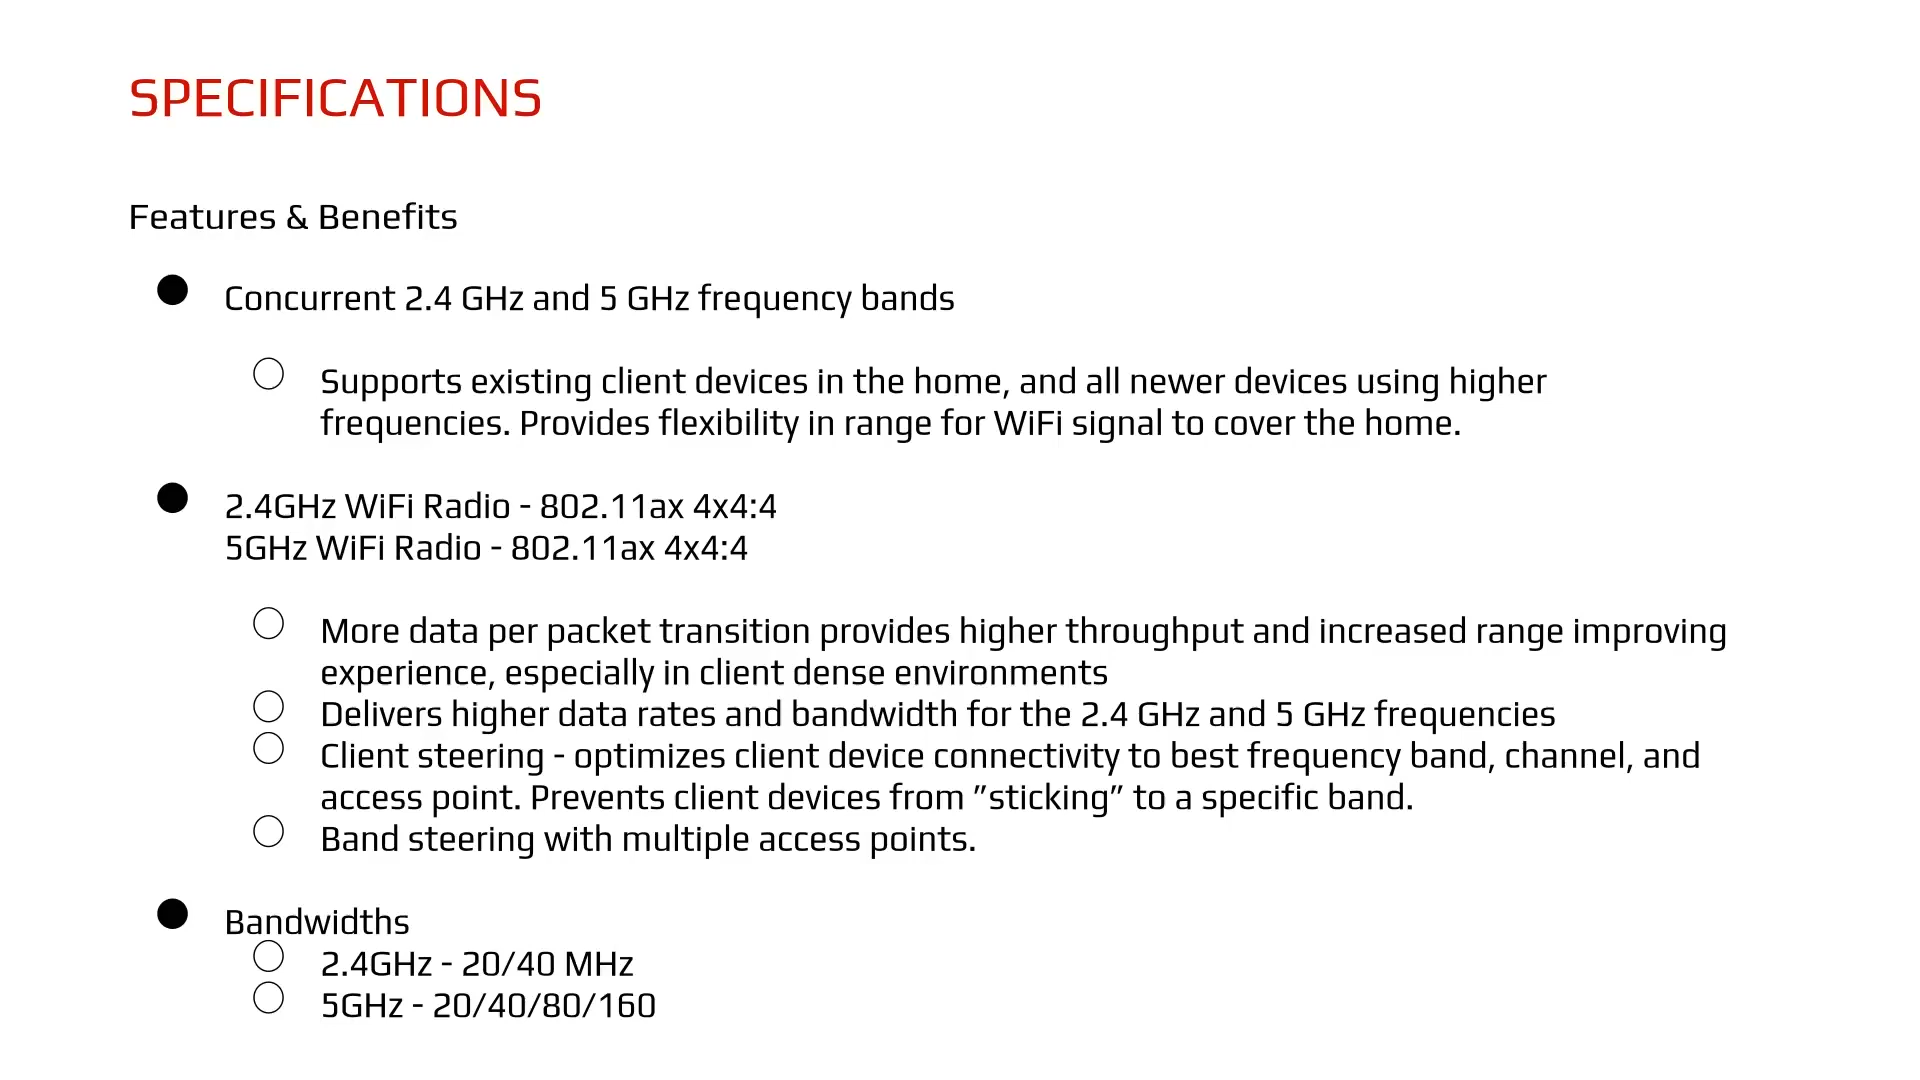 SPECIFICATIONS
Features & Benefits
Concurrent 2.4 GHz and 5 GHz frequency bands
Supports existing client devices in the home, and all newer devices using higher
frequencies. Provides flexibility in range for WiFi signal to cover the home.
2.4GHz WiFi Radio - 802.11ax 4x4:4
5GHz WiFi Radio - 802.11ax 4x4:4
More data per packet transition provides higher throughput and increased range improving
experience, especially in client dense environments
Delivers higher data rates and bandwidth for the 2.4 GHz and 5 GHz frequencies
Client steering - optimizes client device connectivity to best frequency band, channel, and
access point. Prevents client devices from ”sticking” to a specific band.
Band steering with multiple access points.
Bandwidths
2.4GHz - 20/40 MHz
5GHz - 20/40/80/160